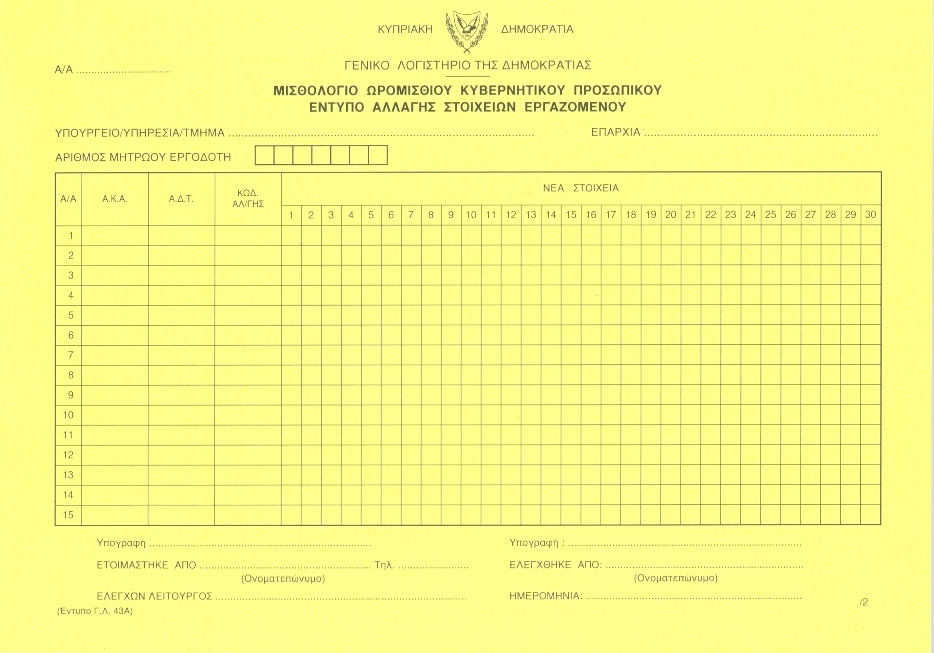 ΚΥΠΡΙΑΚΗ ΔΗΜΟΚΡΑΤΙΑ
ΓΕΝΙΚΟ ΛΟΓΙΣΤΗΡΙΟ ΤΗΣ ΔΗΜΟΚΡΑΤΙΑΣ
Α/Α ..............................
ΜΙΣΘΟΛΟΓΙΟ ΩΡΟΜΙΣΘΙΟΥ ΚΥΒΕΡΝΗΤΙΚΟΥ ΠΡΟΣΩΠΙΚΟΥ
ΕΝΤΥΠΟ ΑΛΛΑΓΗΣ ΣΤΟΙΧΕΙΩΝ ΕΡΓΑΖΟΜΕΝΟΥ
ΥΠΟΥΡΓΕΙΟ/ΥΠΗΡΕΣΙΑ/ΤΜΗΜΑ .............................. ΕΠΑΡΧΙΑ ..............................
ΑΡΙΘΜΟΣ ΜΗΤΡΩΟΥ ΕΡΓΟΔΟΤΗ
Α/Α Α.Κ.Α. Α.Δ.Τ. ΚΩΔ. ΑΛ/ΓΗΣ ΝΕΑ ΣΤΟΙΧΕΙΑ
1 2 3 4 5 6 7 8 9 10 11 12 13 14 15 16 17 18 19 20 21 22 23 24 25 26 27 28 29 30
1
2
3
4
5
6
7
8
9
10
11
12
13
14
15
Υπογραφή .............................. Υπογραφή : ..............................
ΕΤΟΙΜΑΣΤΗΚΕ ΑΠΟ .............................. Τηλ. .................... ΕΛΕΓΧΘΗΚΕ ΑΠΟ: ..............................
(Ονοματεπώνυμο) (Ονοματεπώνυμο)
ΕΛΕΓΧΩΝ ΛΕΙΤΟΥΡΓΟΣ .............................. ΗΜΕΡΟΜΗΝΙΑ: ..............................
(Έντυπο Γ.Λ. 43Α) /2